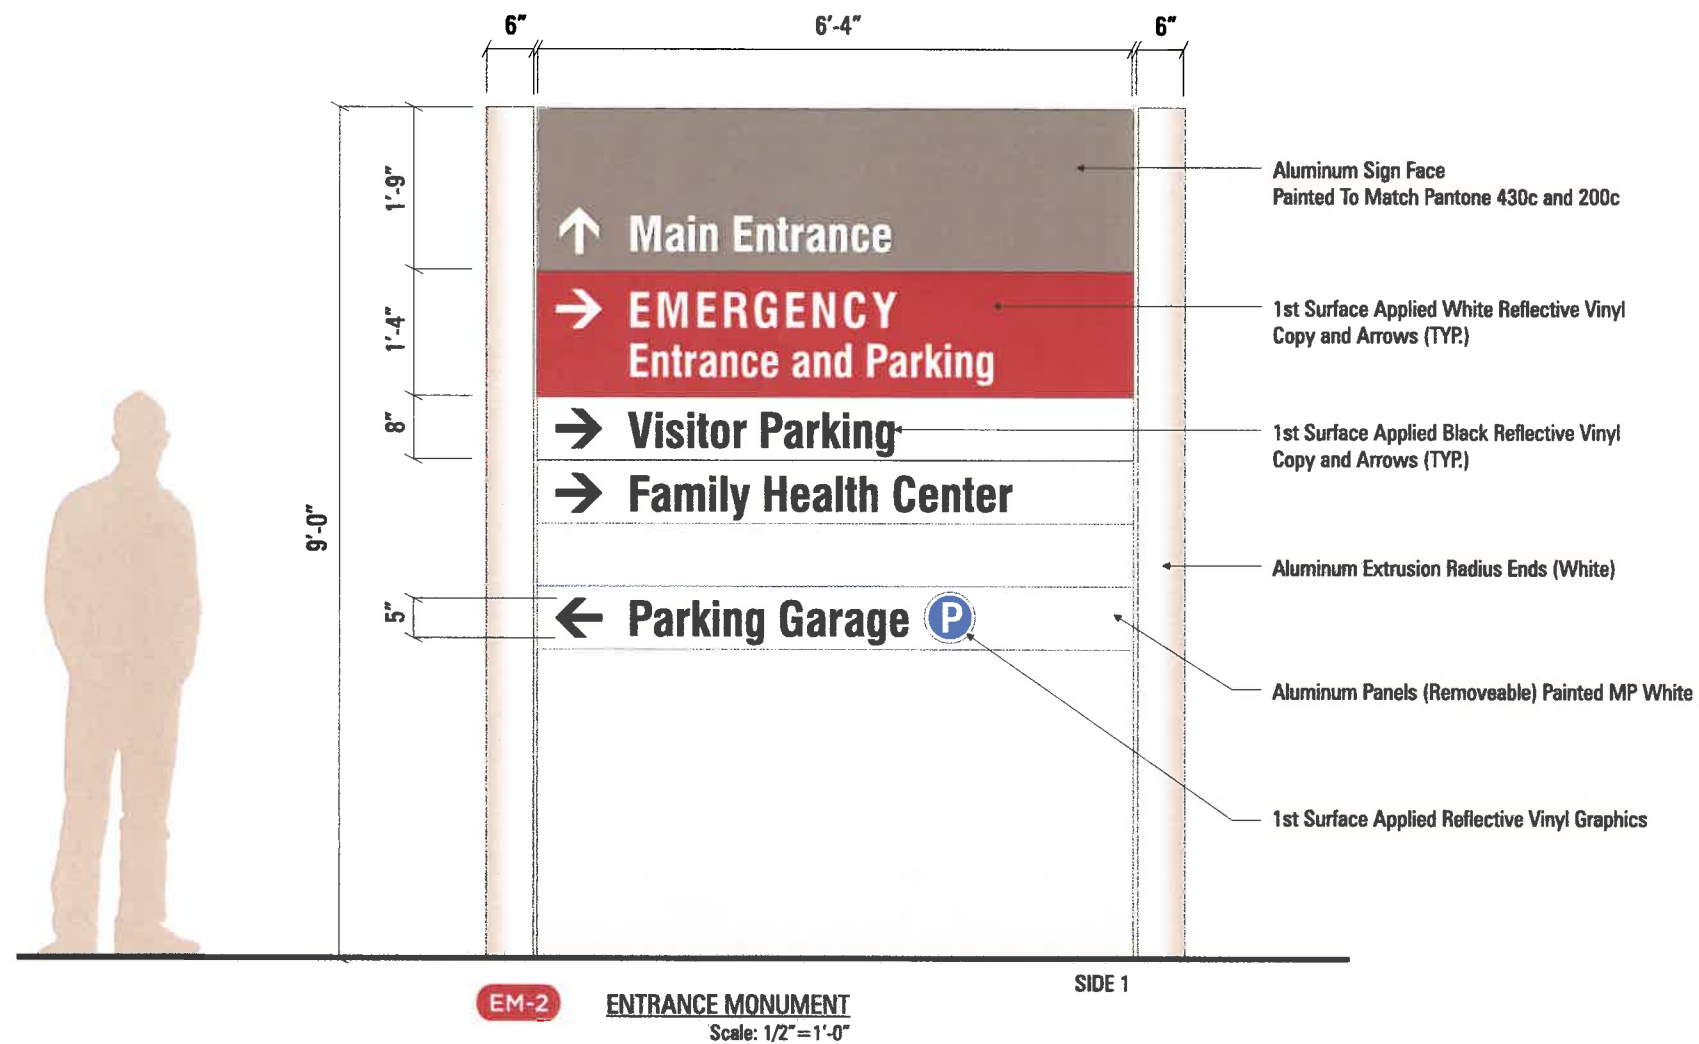 6" 6'-4" 6"
1'-9"
1'-4"
8"
9'-0"
5"
Main Entrance
EMERGENCY
Entrance and Parking
Visitor Parking
Family Health Center
Parking Garage P
Aluminum Sign Face
Painted To Match Pantone 430c and 200c
1st Surface Applied White Reflective Vinyl
Copy and Arrows (TYP.)
1st Surface Applied Black Reflective Vinyl
Copy and Arrows (TYP.)
Aluminum Extrusion Radius Ends (White)
Aluminum Panels (Removeable) Painted MP White
1st Surface Applied Reflective Vinyl Graphics
SIDE 1
EM-2 ENTRANCE MONUMENT
Scale: 1/2"=1'-0"